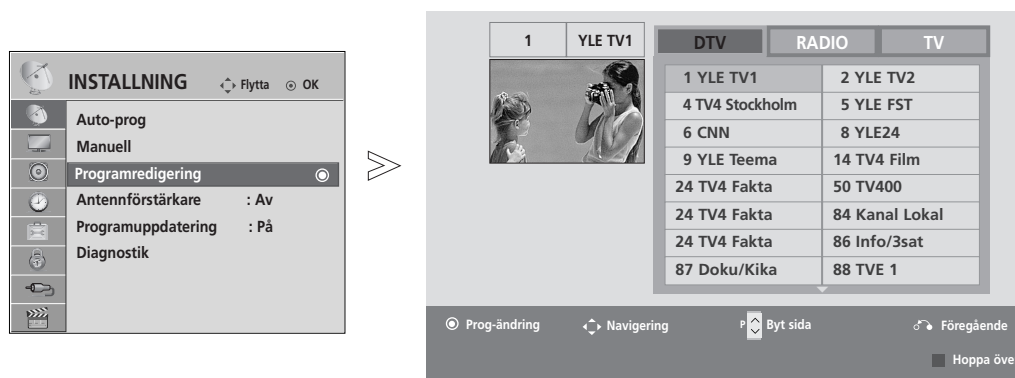 INSTALLNING Flytta OK
Auto-prog
Manuell
Programredigering
Antennförstärkare : Av
Programuppdatering : På
Diagnostik
1 YLE TV1
DTV RADIO TV
1 YLE TV1 2 YLE TV2
4 TV4 Stockholm 5 YLE FST
6 CNN 8 YLE24
9 YLE Teema 14 TV4 Film
24 TV4 Fakta 50 TV400
24 TV4 Fakta 84 Kanal Lokal
24 TV4 Fakta 86 Info/3sat
87 Doku/Kika 88 TVE 1
Prog-ändring Navigering P Byt sida Föregående
Hoppa öve